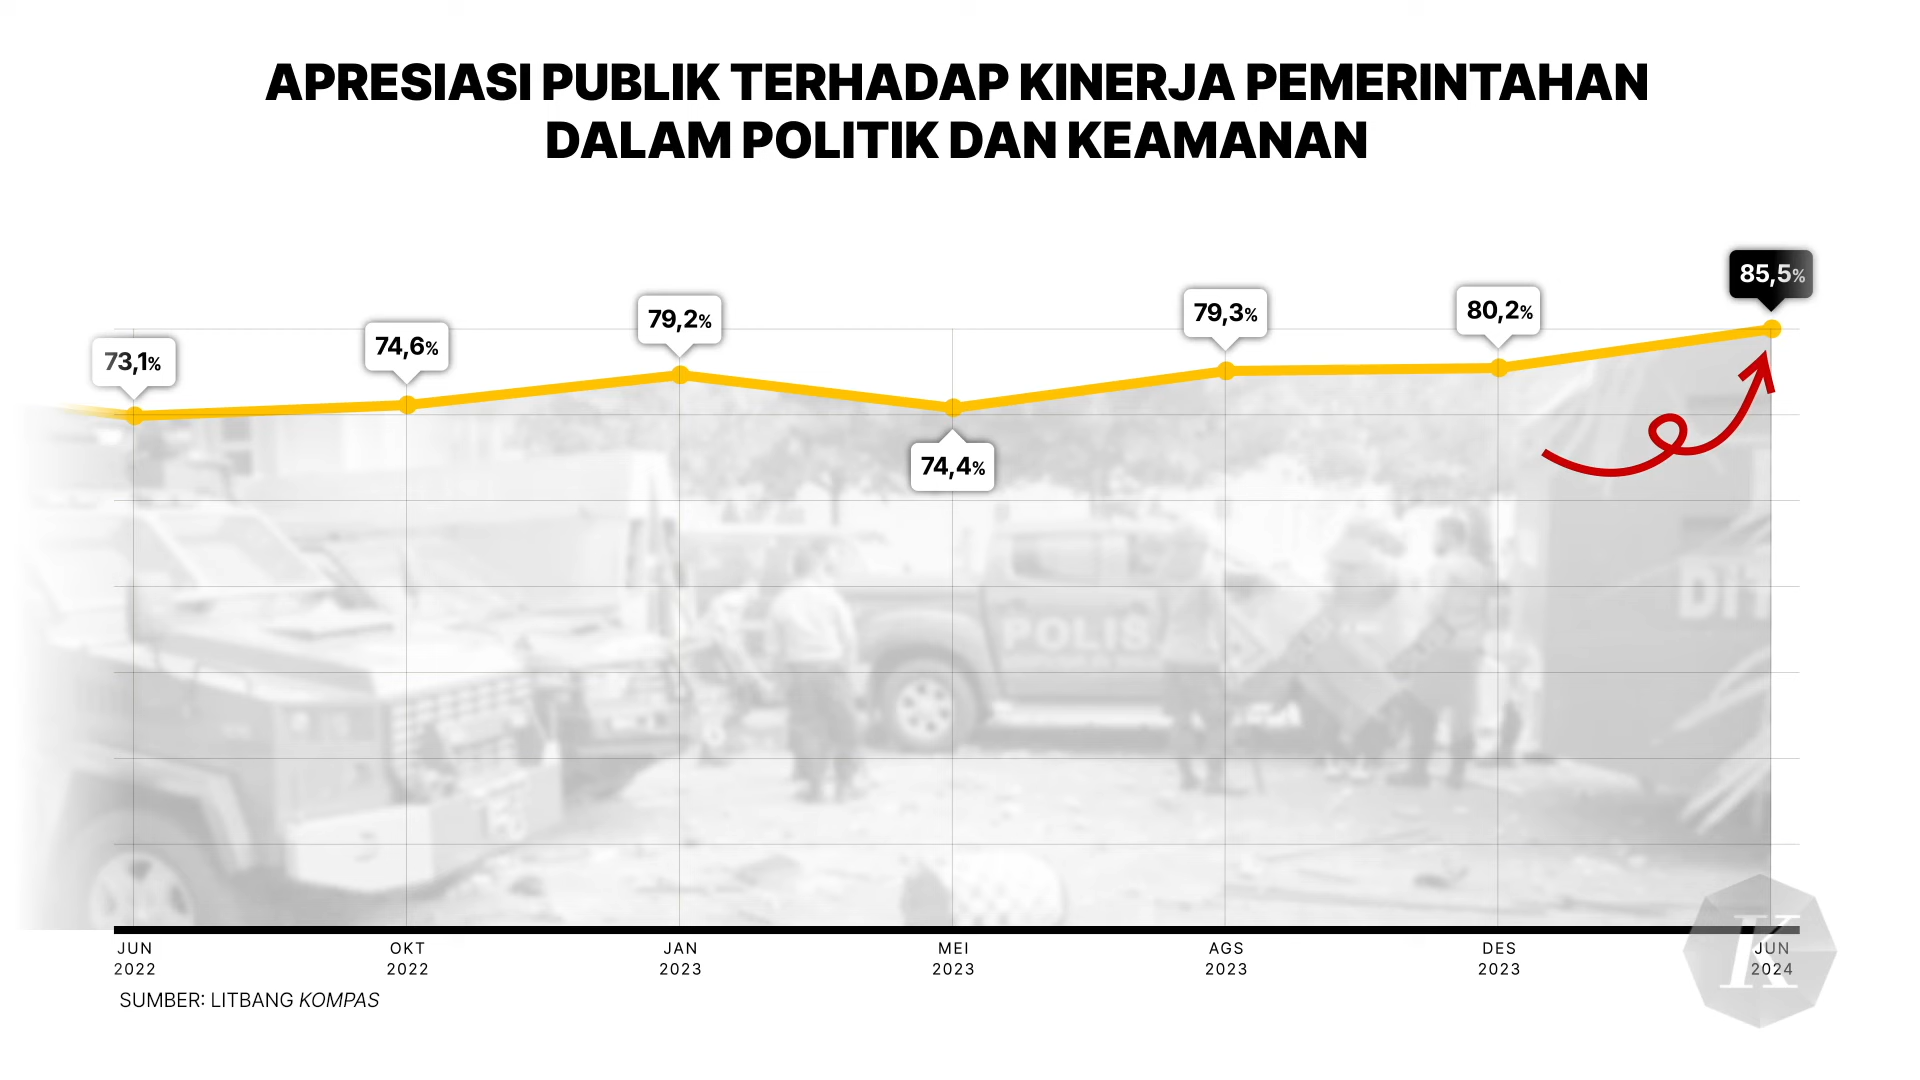 APRESIASI PUBLIK TERHADAP KINERJA PEMERINTAHAN
DALAM POLITIK DAN KEAMANAN
85,5%
80,2%
79,3%
79,2%
74,6%
73,1%
74,4%
POLIS
DIT
JUN OKT JAN MEI AGS DES JUN
2022 2022 2023 2023 2023 2023 2024
K
SUMBER: LITBANG KOMPAS